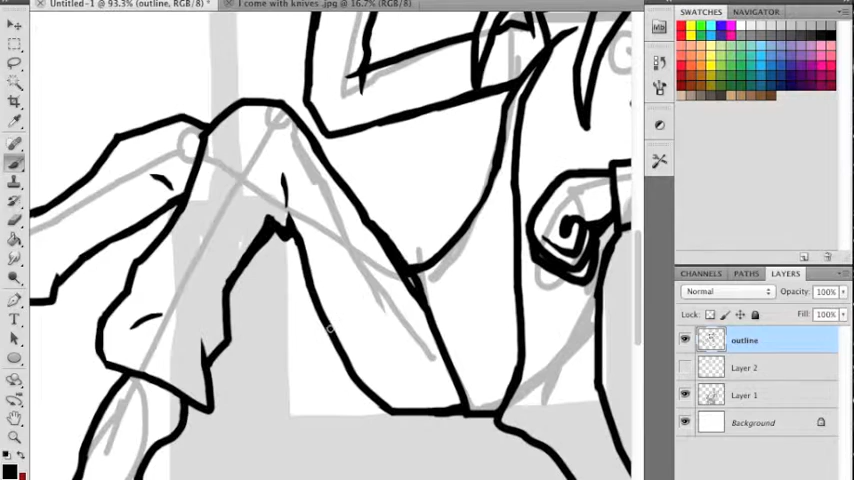 Untitled-1 @ 93.3% (outline, RGB/8) *
I come with knives .jpg @ 16.7% (RGB/8*)
SWATCHES
NAVIGATOR
CHANNELS
PATHS
LAYERS
Normal
Opacity: 100%
Lock:
Fill: 100%
outline
Layer 2
Layer 1
Background